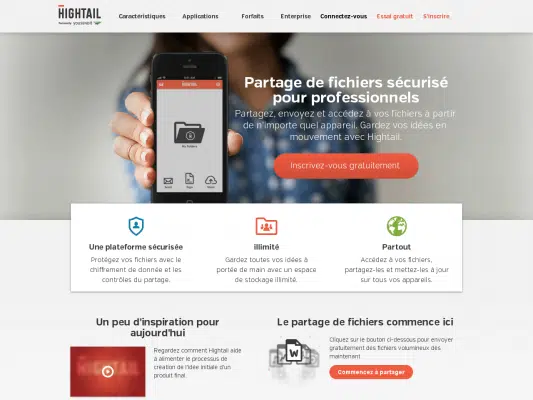 HIGHTAIL
Formerly yousendit
Caractéristiques
Applications
Forfaits
Enterprise
Connectez-vous
Essai gratuit
S'inscrire.
Partage de fichiers sécurisé
pour professionnels
Partagez, envoyez et accédez à vos fichiers à partir
de n'importe quel appareil. Gardez vos idées en
mouvement avec Hightail.
Inscrivez-vous gratuitement
HIGHTAIL
Une plateforme sécurisée
Protégez vos fichiers avec le
chiffrement de donnée et les
contrôles du partage.
illimité
Gardez toutes vos idées à
portée de main avec un espace
de stockage illimité.
Partout
Accédez à vos fichiers,
partagez-les et mettez-les à jour
sur tous vos appareils.
Un peu d'inspiration pour
aujourd'hui
HIGHTAIL
Regardez comment Hightail aide
à alimenter le processus de
création de l'idée initiale d'un
produit final.
Le partage de fichiers commence ici
W
Cliquez sur le bouton ci-dessous pour envoyer
gratuitement des fichiers volumineux dès
maintenant.
Commencez à partager